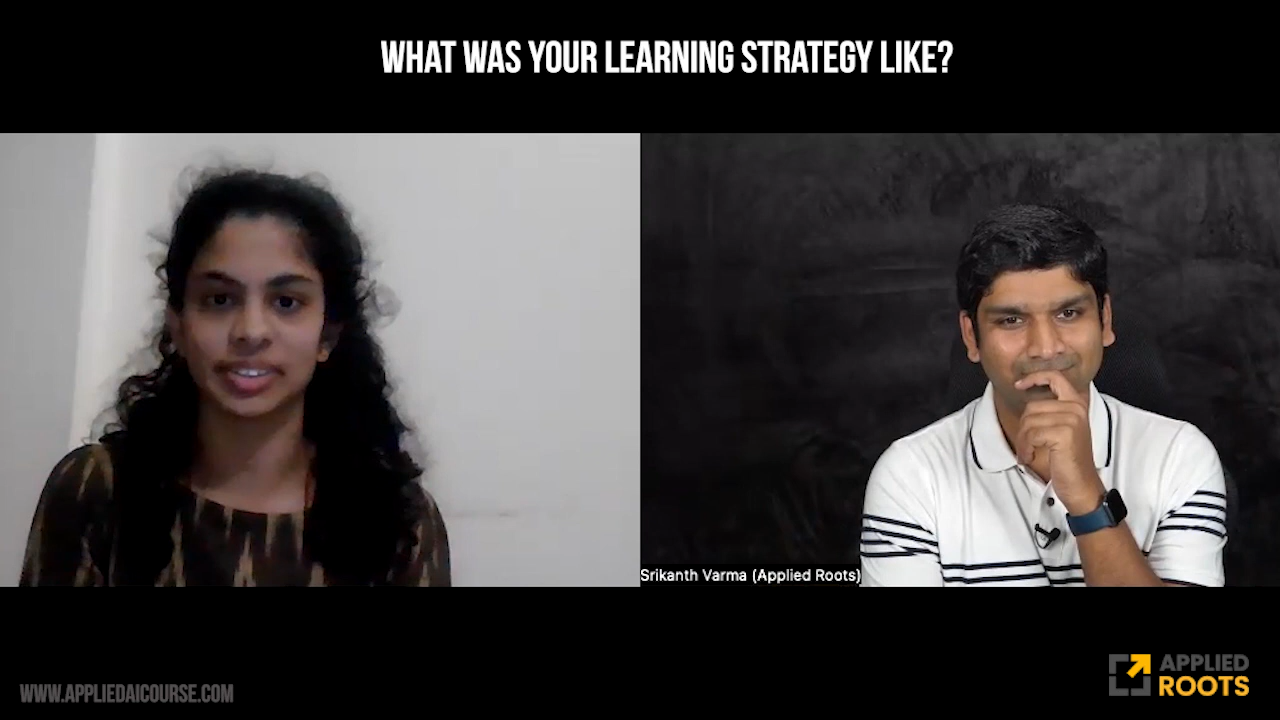 WHAT WAS YOUR LEARNING STRATEGY LIKE?
Srikanth Varma (Applied Roots)
WWW.APPLIEDAICOURSE.COM
APPLIED
ROOTS